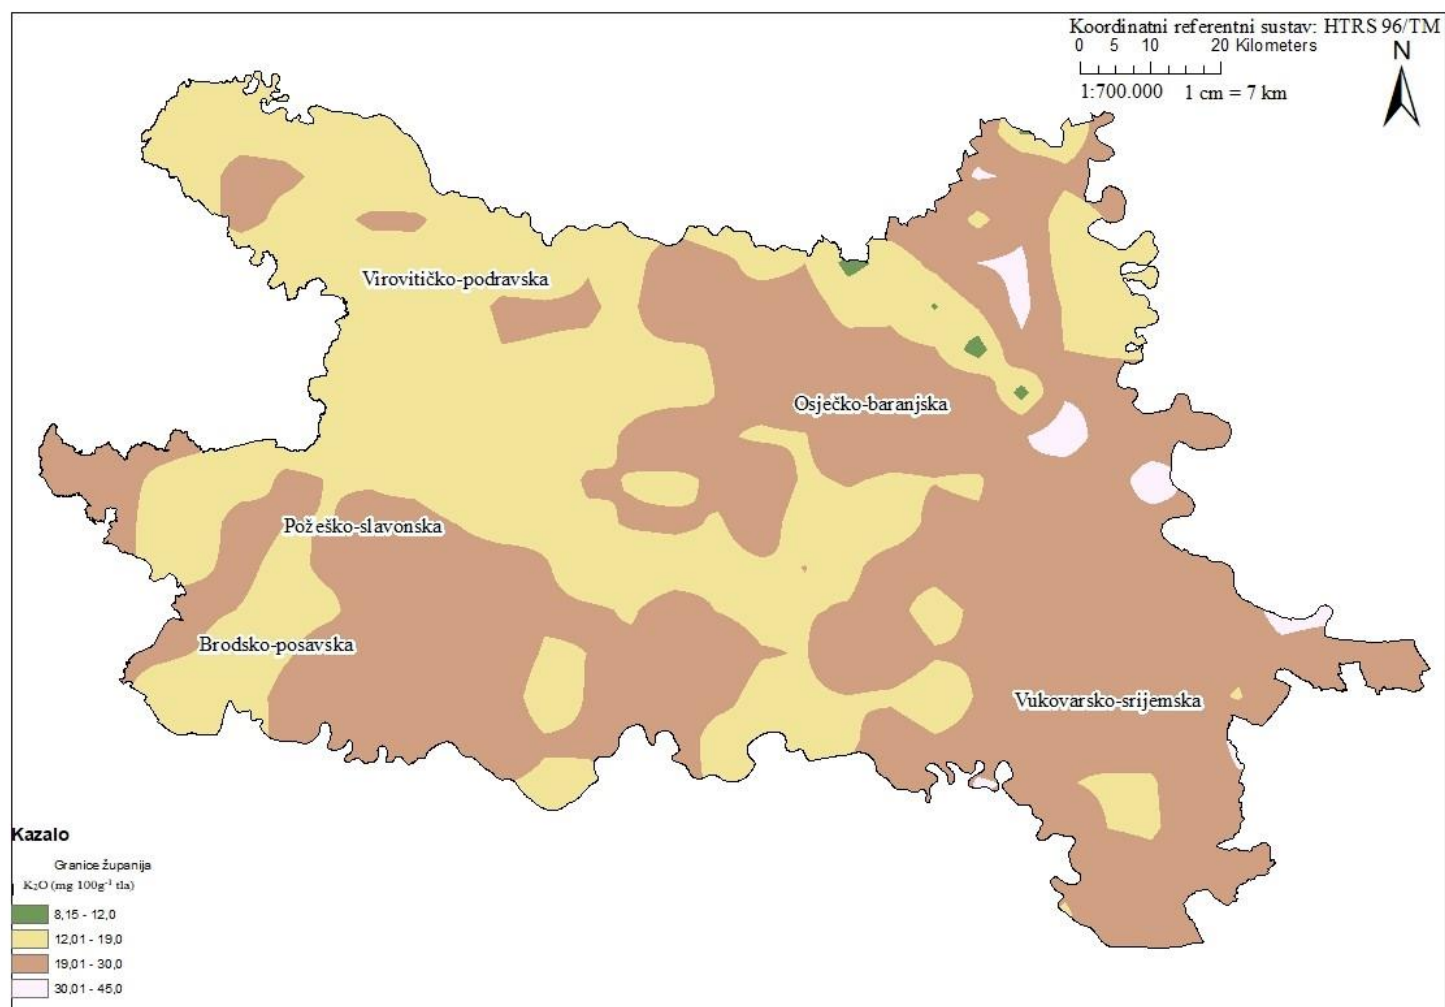 Koordinatni referentni sustav: HTRS 96/TM
0 5 10 20 Kilometers
N
1:700.000 1 cm = 7 km
Virovitičko-podravska
Osječko-baranjska
Požeško-slavonska
Brodsko-posavska
Vukovarsko-srijemska
Kazalo
Granice županija
K₂O (mg 100g⁻¹ tla)
8,15 - 12,0
12,01 - 19,0
19,01 - 30,0
30,01 - 45,0